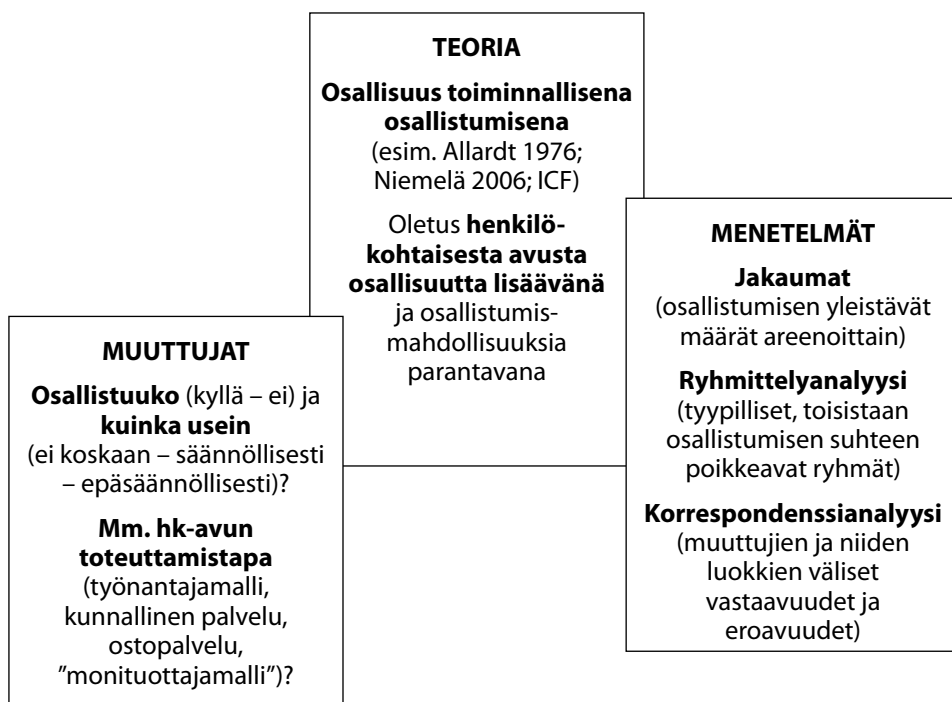 TEORIA
Osallisuus toiminnallisena
osallistumisena
(esim. Allardt 1976;
Niemelä 2006; ICF)
Oletus henkilö-
kohtaisesta avusta
osallisuutta lisäävänä
ja osallistumis-
mahdollisuuksia
parantavana
MUUTTUJAT
Osallistuuko (kyllä – ei) ja
kuinka usein
(ei koskaan – säännöllisesti
– epäsäännöllisesti)?
Mm. hk-avun
toteuttamistapa
(työnantajamalli,
kunnallinen palvelu,
ostopalvelu,
”monituottajamalli”)?
MENETELMÄT
Jakaumat
(osallistumisen yleistävät
määrät areenoittain)
Ryhmittelyanalyysi
(tyypilliset, toisistaan
osallistumisen suhteen
poikkeavat ryhmät)
Korrespondenssianalyysi
(muuttujien ja niiden
luokkien väliset
vastaavuudet ja
eroavuudet)